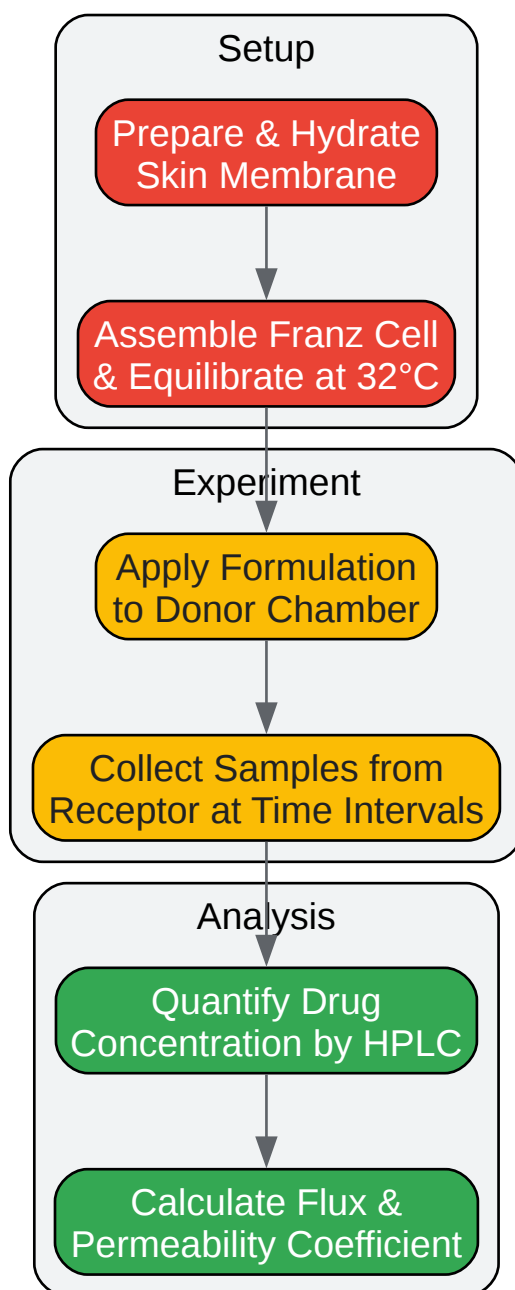 Setup
Prepare & Hydrate
Skin Membrane
Assemble Franz Cell
& Equilibrate at 32°C
Experiment
Apply Formulation
to Donor Chamber
Collect Samples from
Receptor at Time Intervals
Analysis
Quantify Drug
Concentration by HPLC
Calculate Flux &
Permeability Coefficient